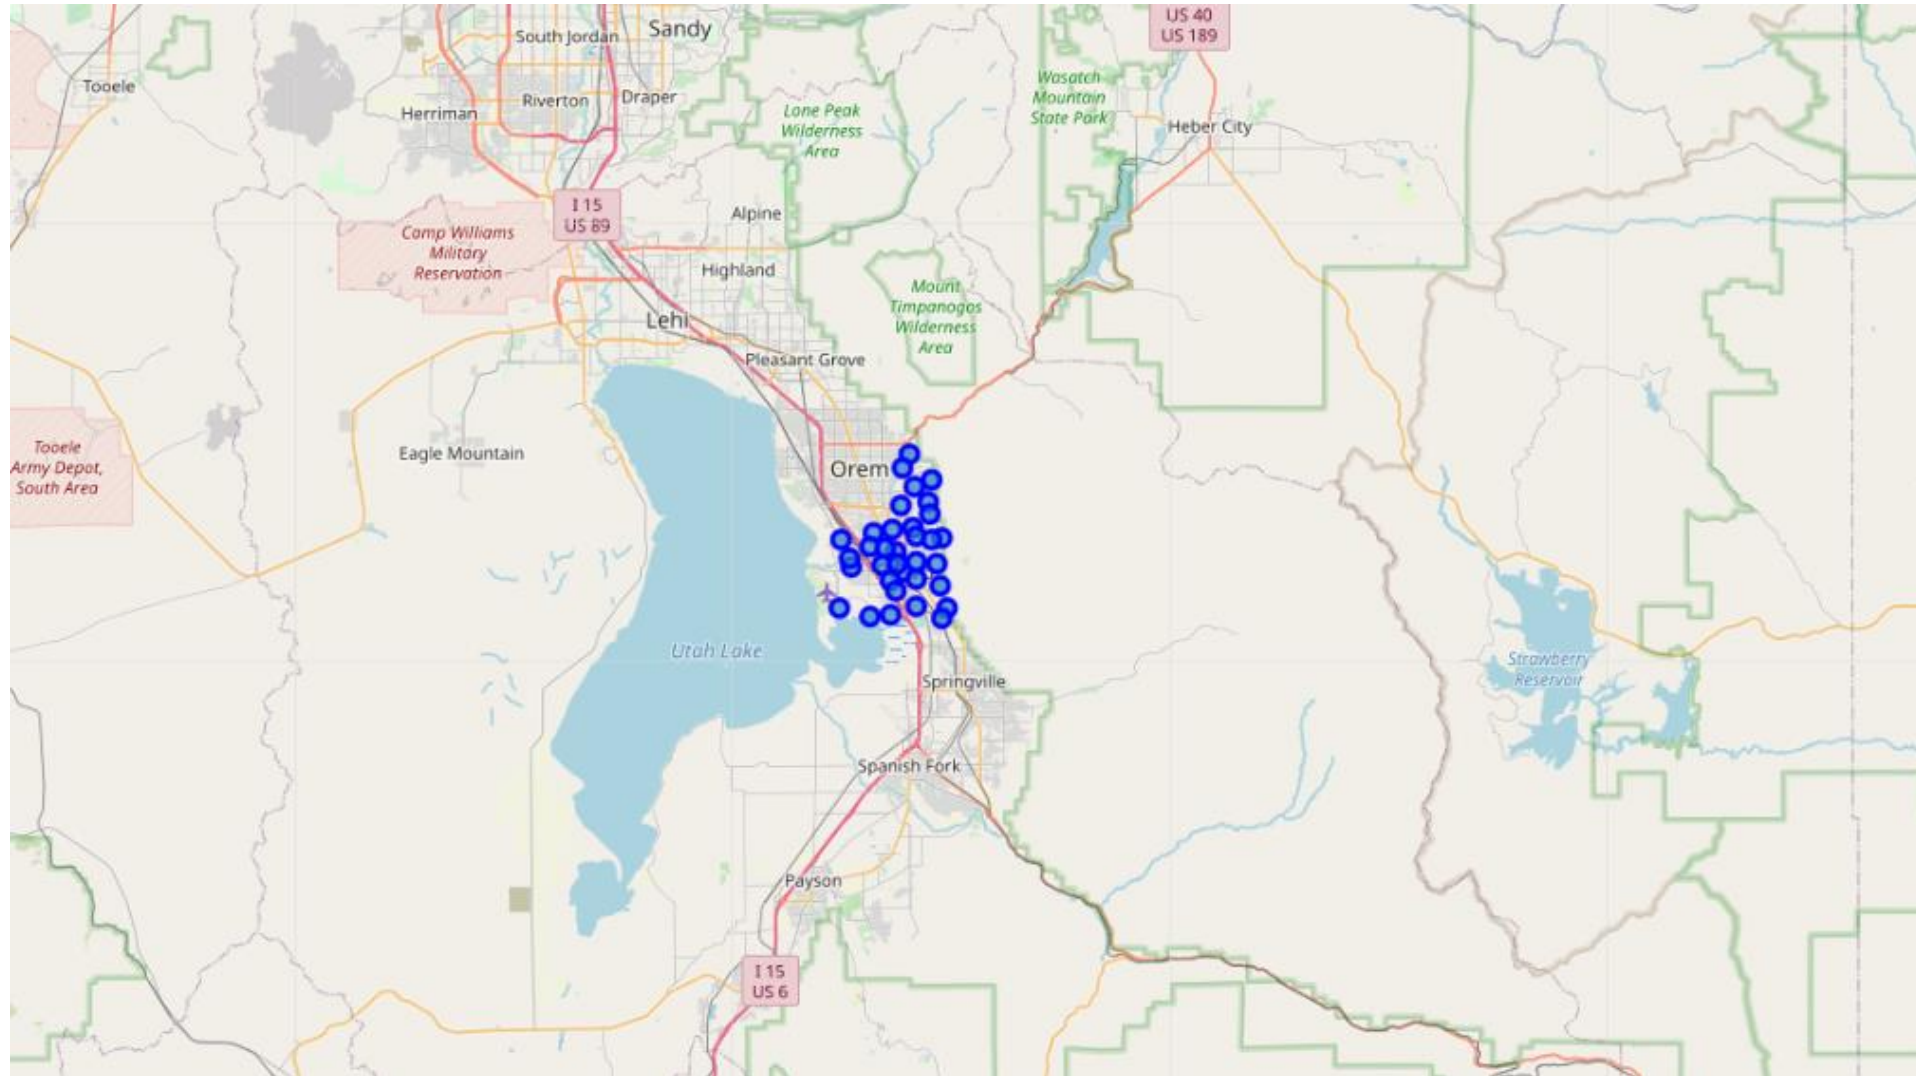 US 40
US 189
Sandy
South Jordan
Tooele
Wasatch
Mountain
State Park
Riverton
Draper
Herriman
Lone Peak
Wilderness
Area
Heber City
I 15
US 89
Alpine
Camp Williams
Military
Reservation
Highland
Mount
Timpanogos
Wilderness
Area
Lehi
Pleasant Grove
Tooele
Army Depot,
South Area
Eagle Mountain
Orem
Utah Lake
Strawberry
Reservoir
Springville
Spanish Fork
Payson
I 15
US 6